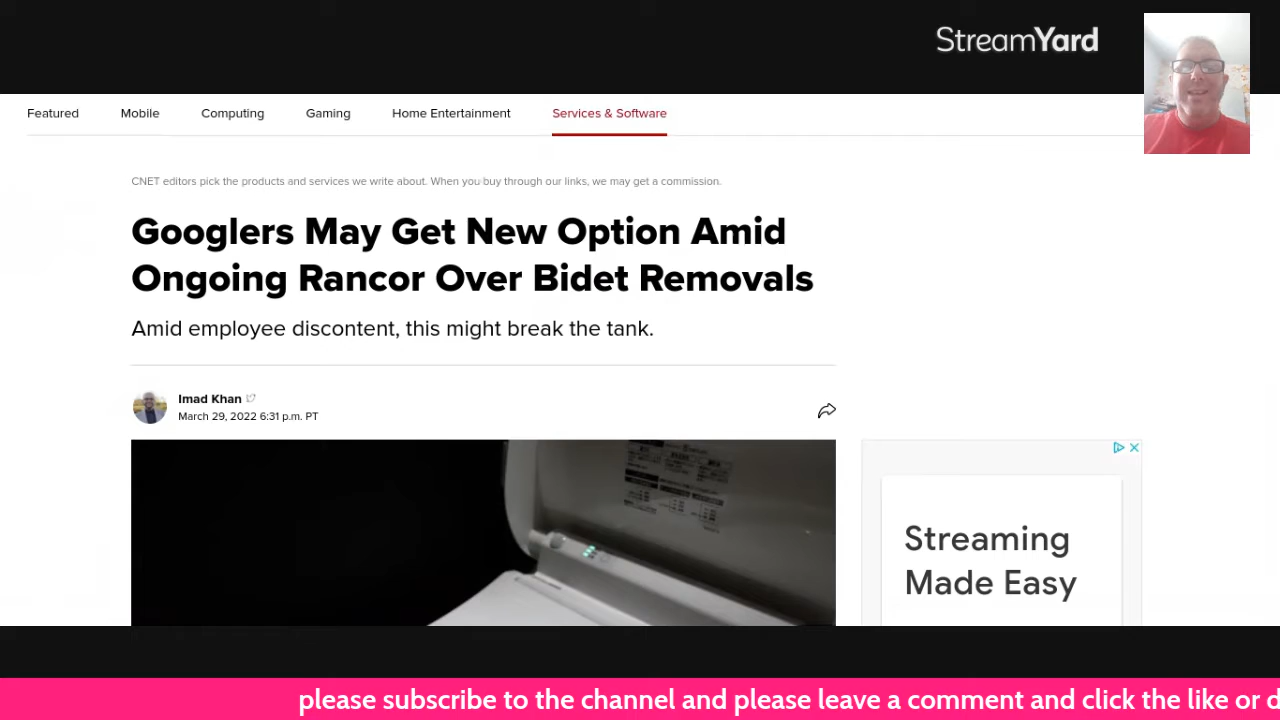 StreamYard
Featured Mobile Computing Gaming Home Entertainment Services & Software
CNET editors pick the products and services we write about. When you buy through our links, we may get a commission.
Googlers May Get New Option Amid
Ongoing Rancor Over Bidet Removals
Amid employee discontent, this might break the tank.
Imad Khan
March 29, 2022 6:31 p.m. PT
Streaming
Made Easy
please subscribe to the channel and please leave a comment and click the like or d